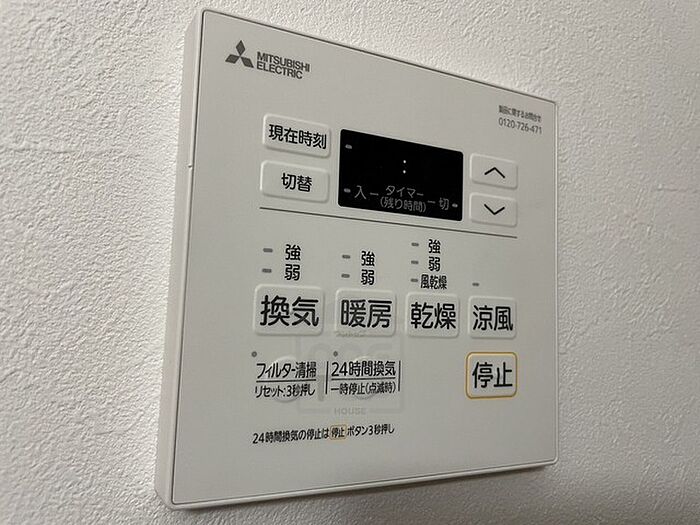 MITSUBISHI
ELECTRIC
製品に関するお問合せ
0120-726-471
現在時刻
切替
:
入 タイマー 切
(残り時間)
強
弱
強
弱
強
弱
風乾燥
換気
暖房
乾燥
涼風
フィルター清掃
リセット:3秒押し
24時間換気
一時停止(点滅時)
停止
HOUSE
24時間換気の停止は 停止 ボタン3秒押し